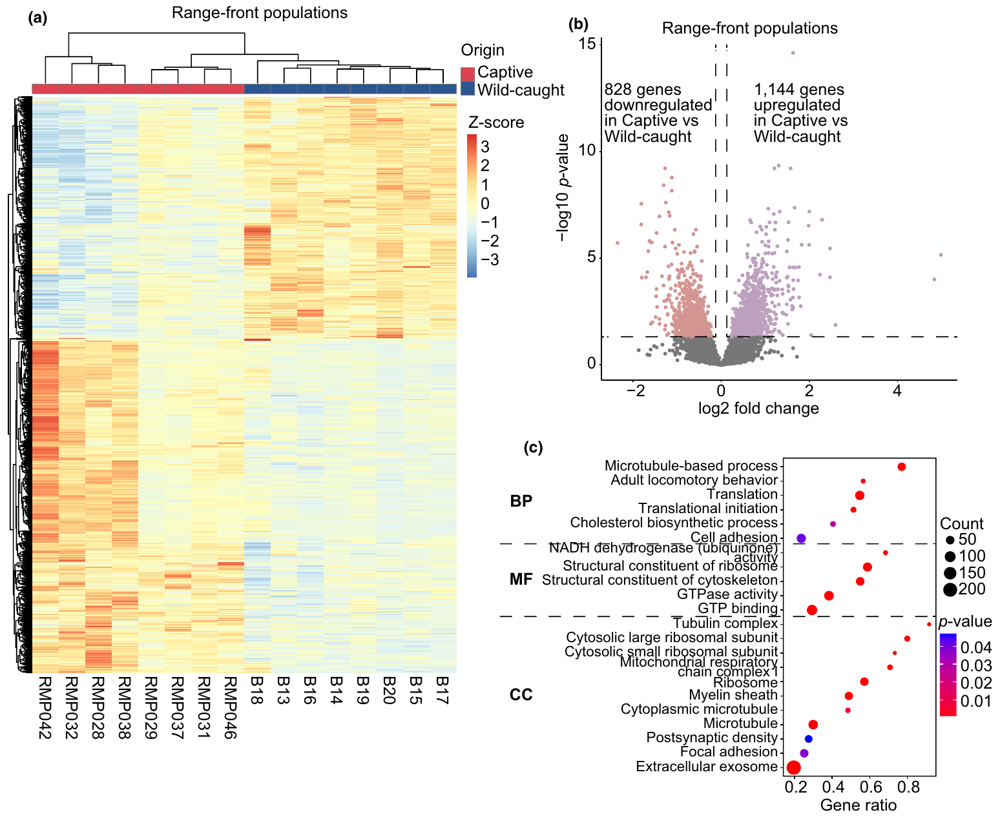 (a)
Range-front populations
Origin
Captive
Wild-caught
Z-score
3
2
1
0
−1
−2
−3
RMP042
RMP032
RMP028
RMP038
RMP029
RMP037
RMP031
RMP046
B18
B13
B16
B14
B19
B20
B15
B17
(b)
Range-front populations
15
10
5
0
−log10 p-value
828 genes
downregulated
in Captive vs
Wild-caught
1,144 genes
upregulated
in Captive vs
Wild-caught
−2
0
2
4
log2 fold change
(c)
BP
Microtubule-based process
Adult locomotory behavior
Translation
Translational initiation
Cholesterol biosynthetic process
Cell adhesion
MF
NADH dehydrogenase (ubiquinone)
activity
Structural constituent of ribosome
Structural constituent of cytoskeleton
GTPase activity
GTP binding
CC
Tubulin complex
Cytosolic large ribosomal subunit
Cytosolic small ribosomal subunit
Mitochondrial respiratory
chain complex I
Ribosome
Myelin sheath
Cytoplasmic microtubule
Microtubule
Postsynaptic density
Focal adhesion
Extracellular exosome
0.2
0.4
0.6
0.8
Gene ratio
Count
50
100
150
200
p-value
0.04
0.03
0.02
0.01